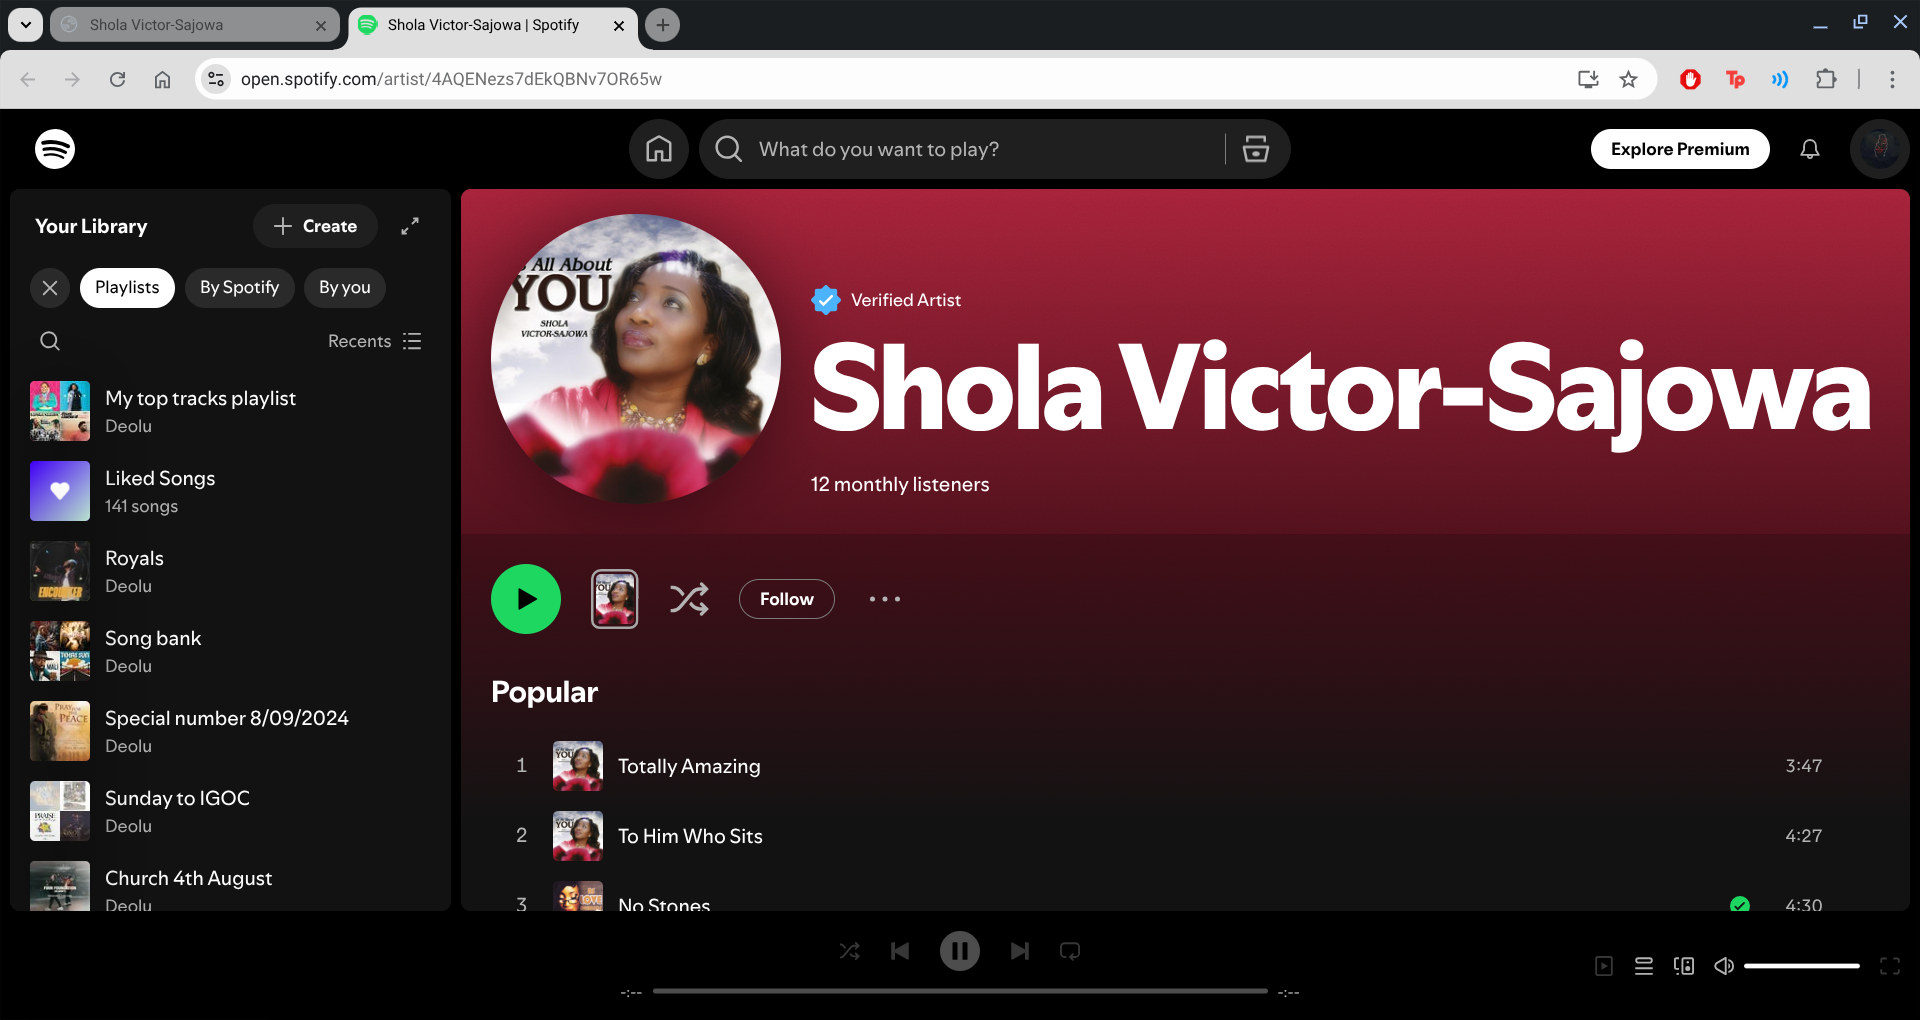 Shola Victor-Sajowa
Shola Victor-Sajowa | Spotify
open.spotify.com/artist/4AQENezs7dEkQBNv7OR65w
What do you want to play?
Explore Premium
Your Library
Create
Playlists
By Spotify
By you
Recents
My top tracks playlist
Deolu
Liked Songs
141 songs
Royals
Deolu
Song bank
Deolu
Special number 8/09/2024
Deolu
Sunday to IGOC
Deolu
Church 4th August
Deolu
All About
YOU
SHOLA
VICTOR-SAJOWA
Verified Artist
Shola Victor-Sajowa
12 monthly listeners
Follow
Popular
1
Totally Amazing
3:47
2
To Him Who Sits
4:27
3
No Stones
4:30
-:--
-:--